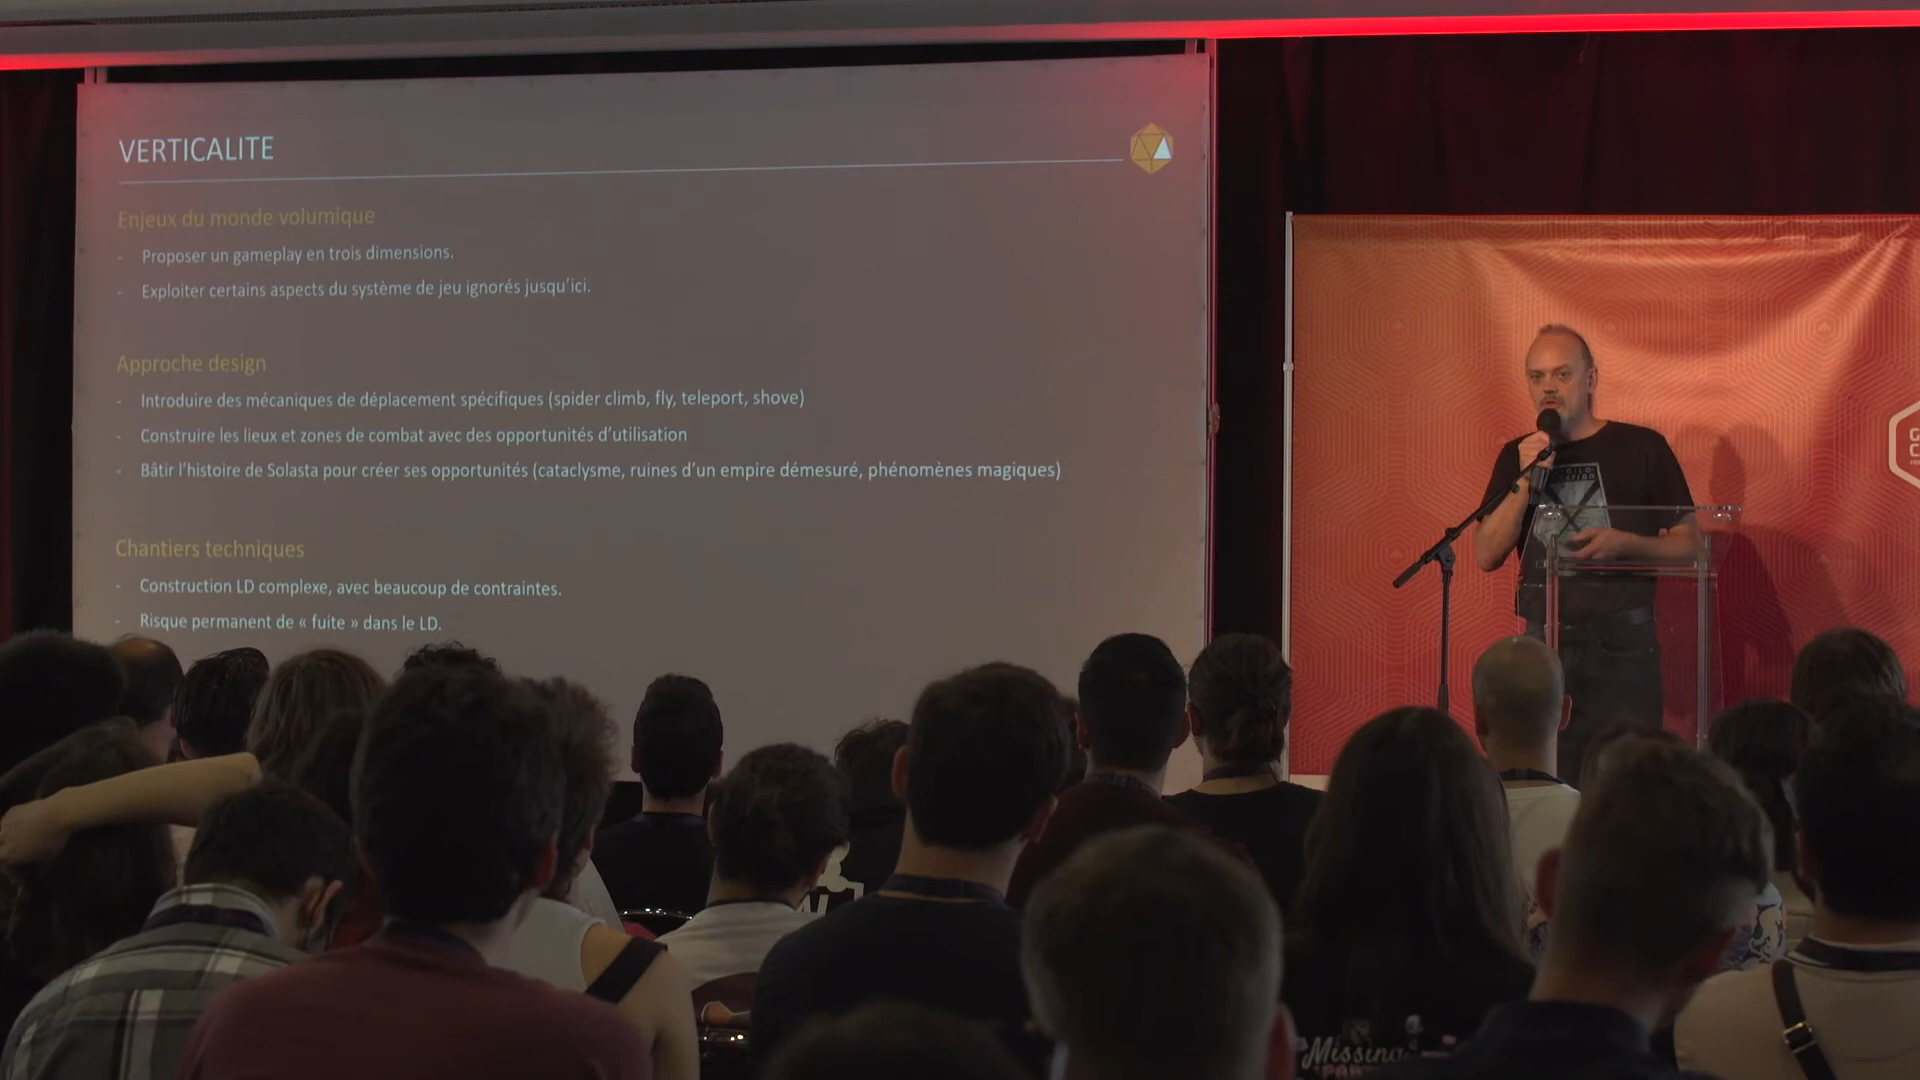 VERTICALITE
Enjeux du monde volumique
- Proposer un gameplay en trois dimensions.
- Exploiter certains aspects du système de jeu ignorés jusqu'ici.
Approche design
- Introduire des mécaniques de déplacement spécifiques (spider climb, fly, teleport, shove)
- Construire les lieux et zones de combat avec des opportunités d'utilisation
- Bâtir l'histoire de Solasta pour créer ses opportunités (cataclysme, ruines d'un empire démesuré, phénomènes magiques)
Chantiers techniques
- Construction LD complexe, avec beaucoup de contraintes.
- Risque permanent de « fuite » dans le LD.
Missing